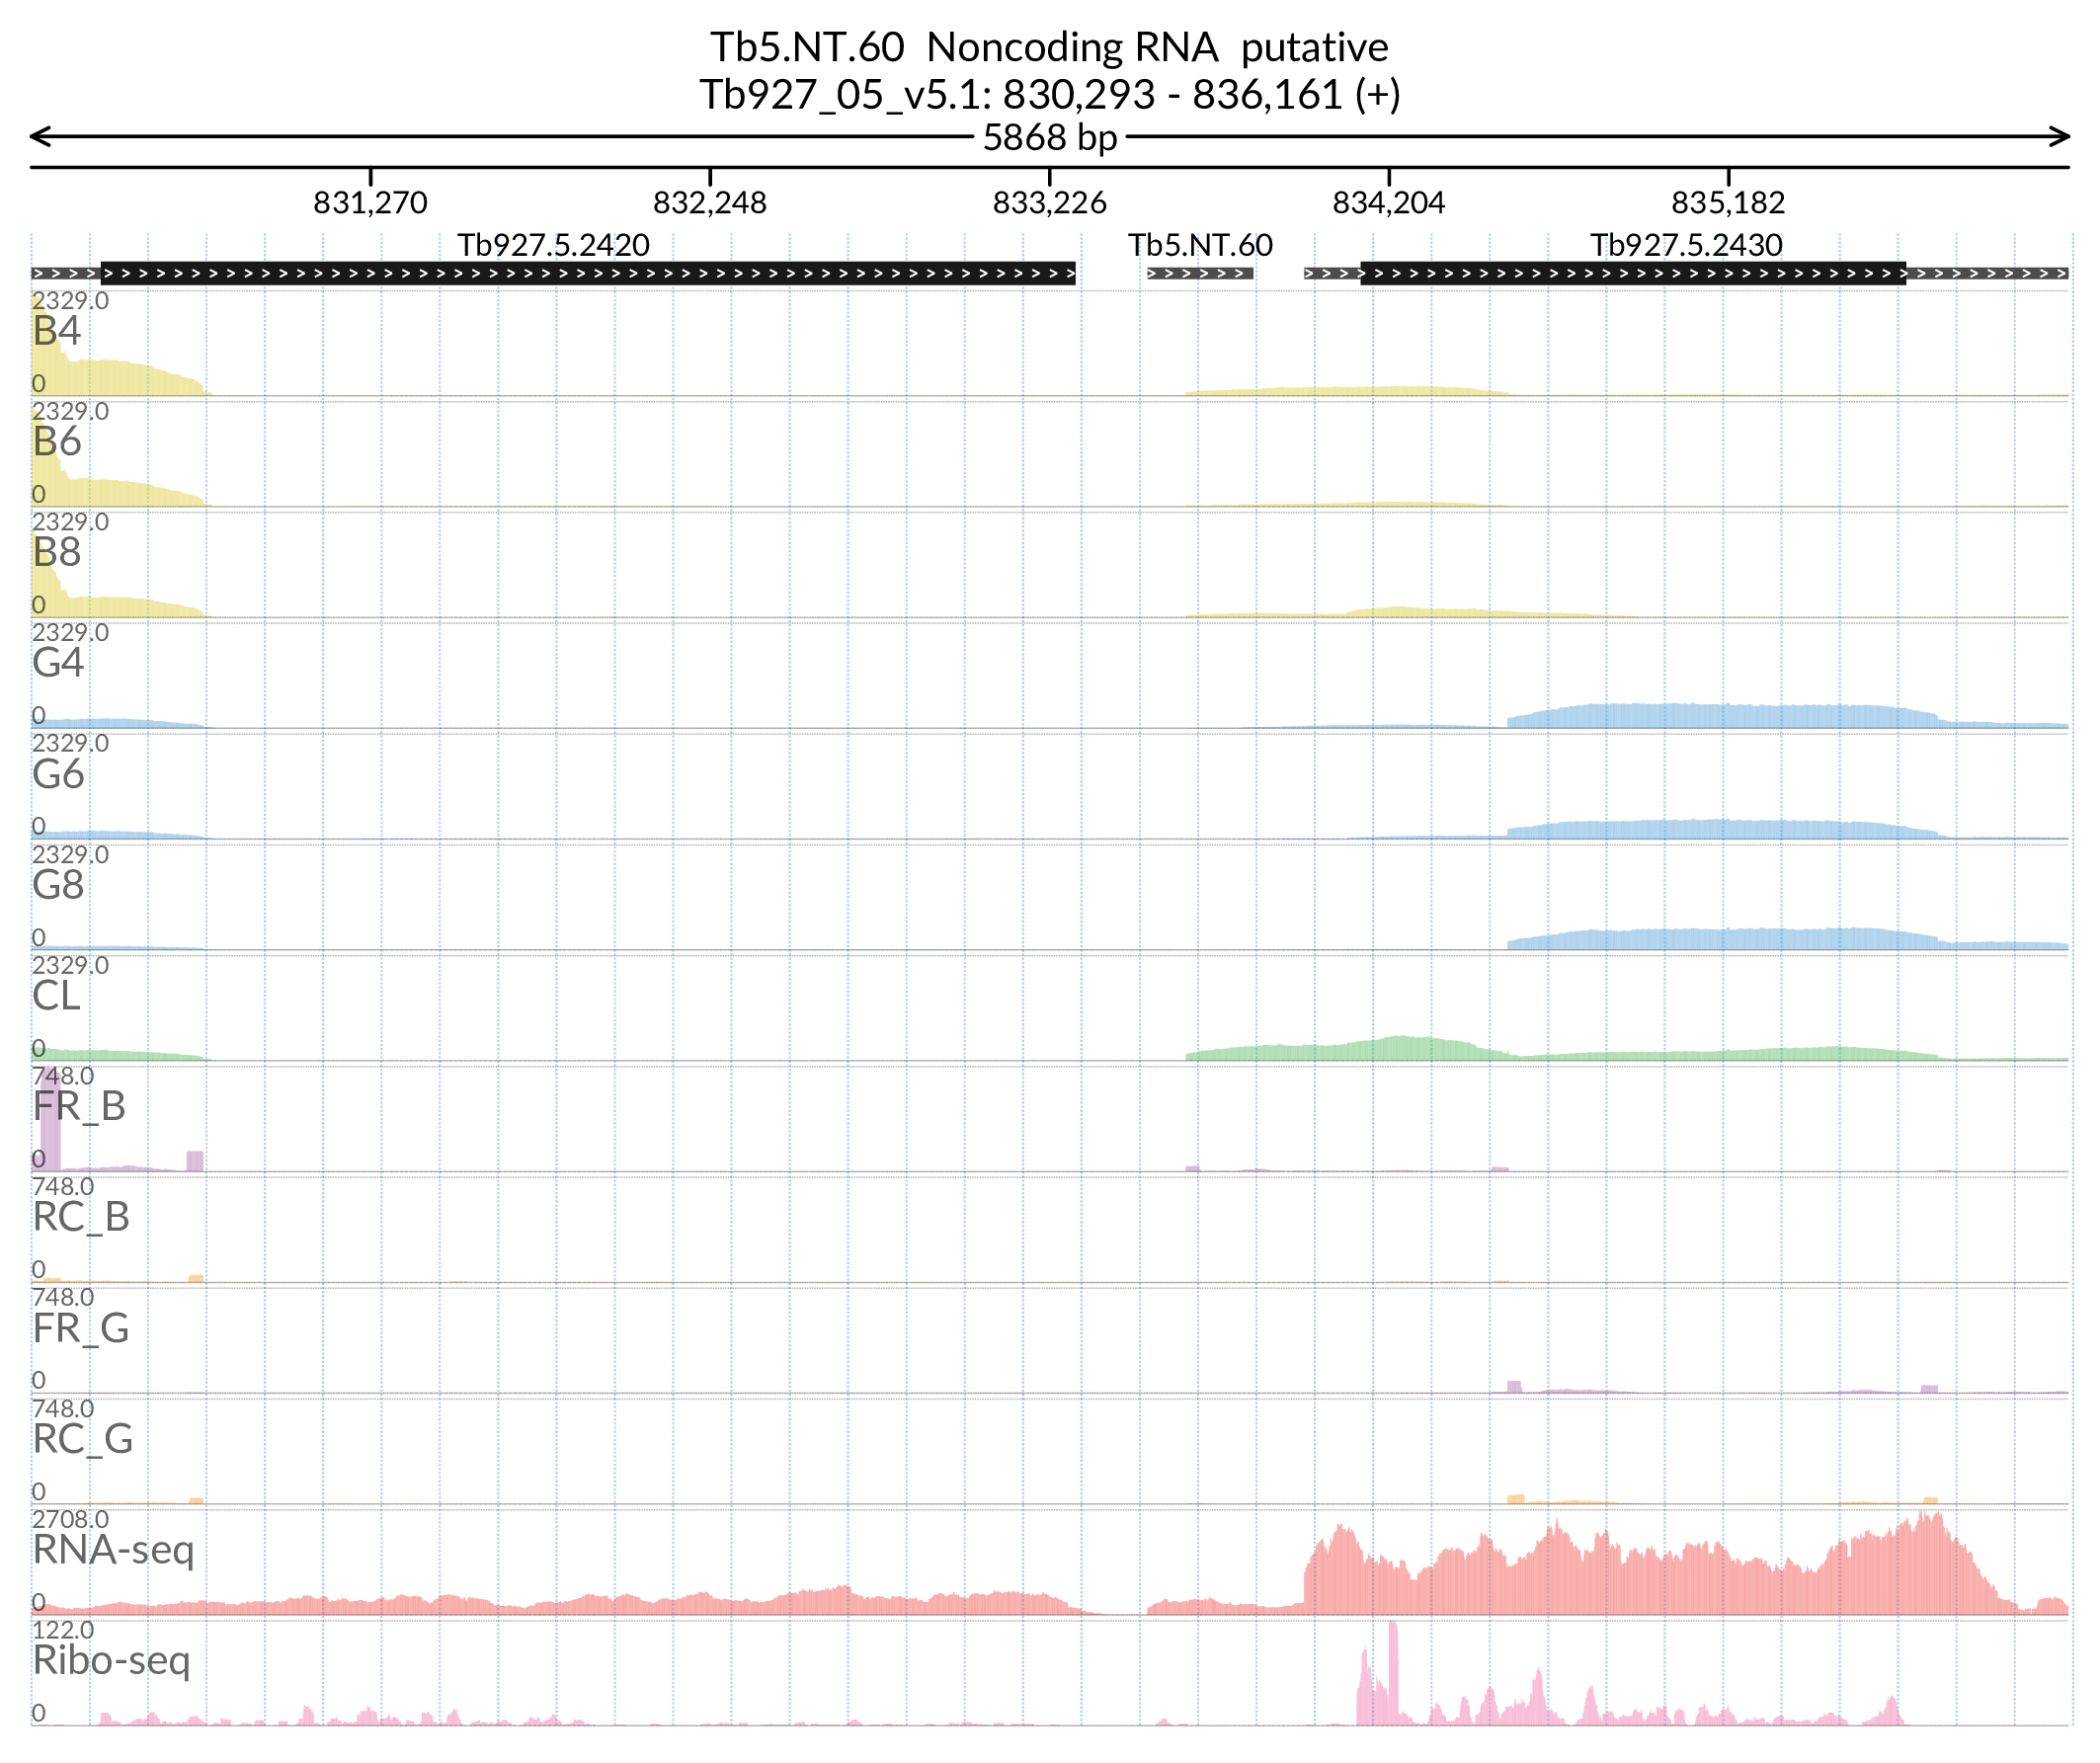 Tb5.NT.60  Noncoding RNA  putative
Tb927_05_v5.1: 830,293 - 836,161 (+)
5868 bp
831,270 832,248 833,226 834,204 835,182
Tb927.5.2420 Tb5.NT.60 Tb927.5.2430
2329.0
B4
0
2329.0
B6
0
2329.0
B8
0
2329.0
G4
0
2329.0
G6
0
2329.0
G8
0
2329.0
CL
0
748.0
FR_B
0
748.0
RC_B
0
748.0
FR_G
0
748.0
RC_G
0
2708.0
RNA-seq
0
122.0
Ribo-seq
0